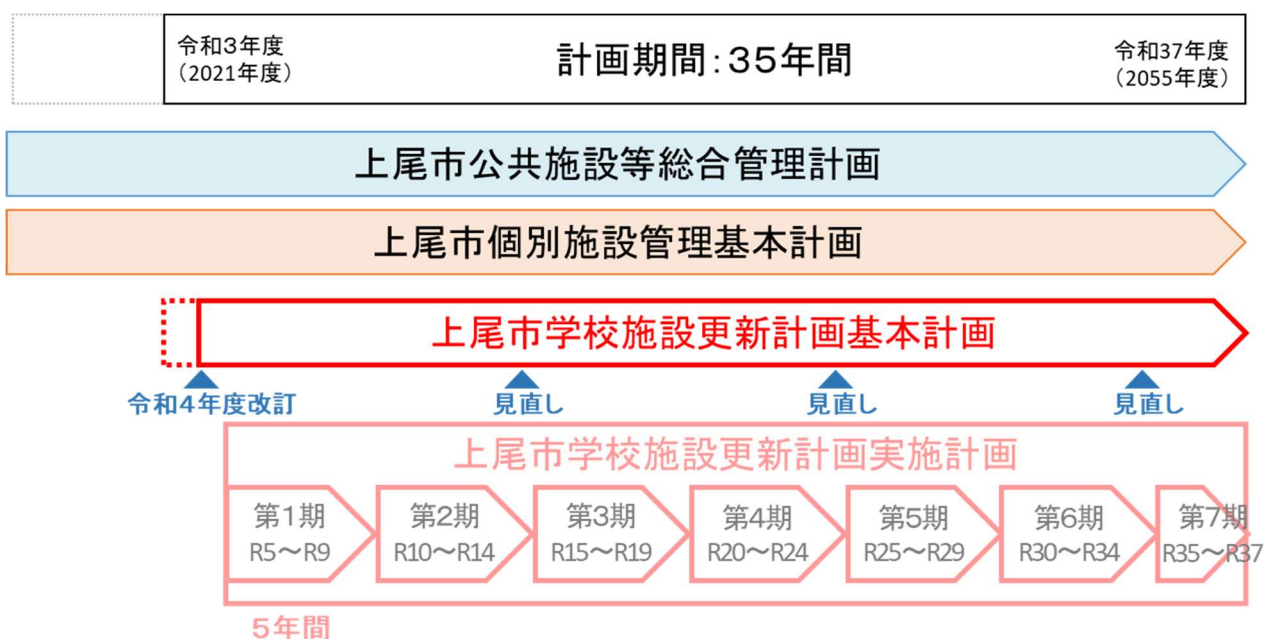 令和3年度
（2021年度）
計画期間：35年間
令和37年度
（2055年度）
上尾市公共施設等総合管理計画
上尾市個別施設管理基本計画
上尾市学校施設更新計画基本計画
令和4年度改訂
見直し
見直し
見直し
上尾市学校施設更新計画実施計画
第1期
R5～R9
第2期
R10～R14
第3期
R15～R19
第4期
R20～R24
第5期
R25～R29
第6期
R30～R34
第7期
R35～R37
5年間